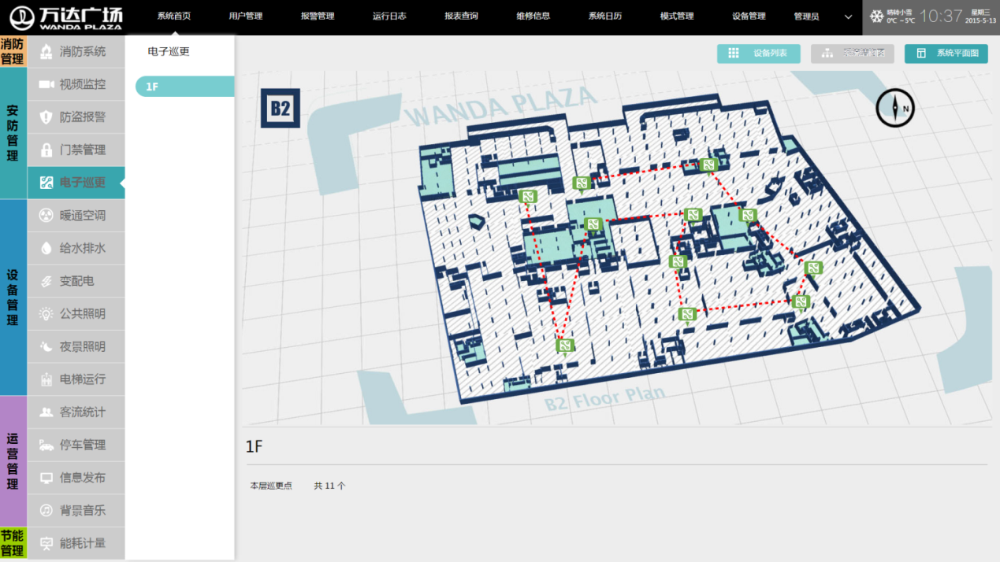 万达广场
WANDA PLAZA
系统首页 用户管理 报警管理 运行日志 报表查询 维修信息 系统日历 模式管理 设备管理 管理员
晴转小雪
0℃ ~ 5℃
10:37
星期三
2015-5-13
消防管理
消防系统
安防管理
视频监控
防盗报警
门禁管理
电子巡更
设备管理
暖通空调
给水排水
变配电
公共照明
夜景照明
电梯运行
运营管理
客流统计
停车管理
信息发布
背景音乐
节能管理
能耗计量
电子巡更
1F
设备列表
系统平面图
B2
WANDA PLAZA
N
B2 Floor Plan
1F
本层巡更点 共 11 个